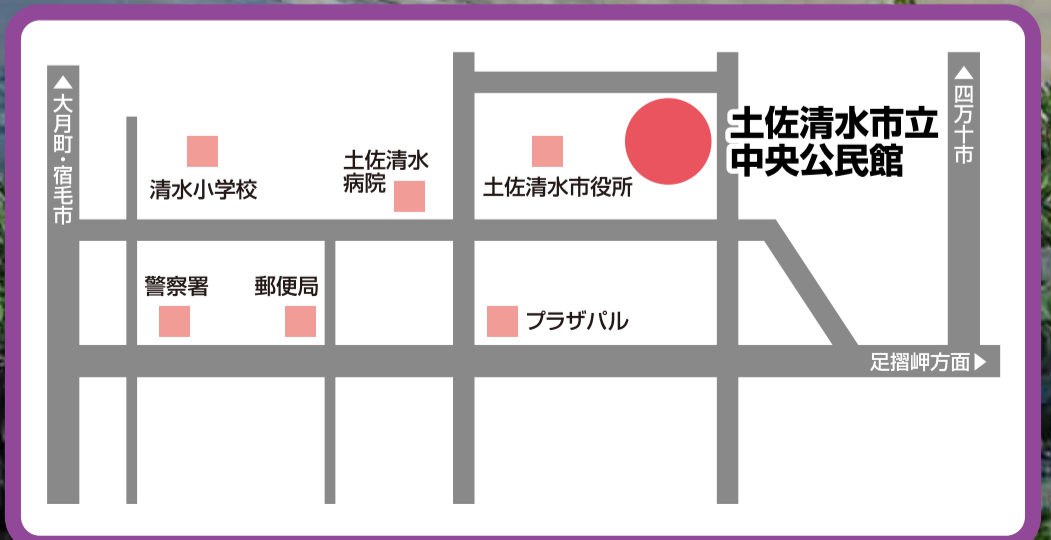 ▲大月町・宿毛市
清水小学校
土佐清水
病院
土佐清水市役所
土佐清水市立
中央公民館
▲四万十市
警察署
郵便局
プラザパル
足摺岬方面▶